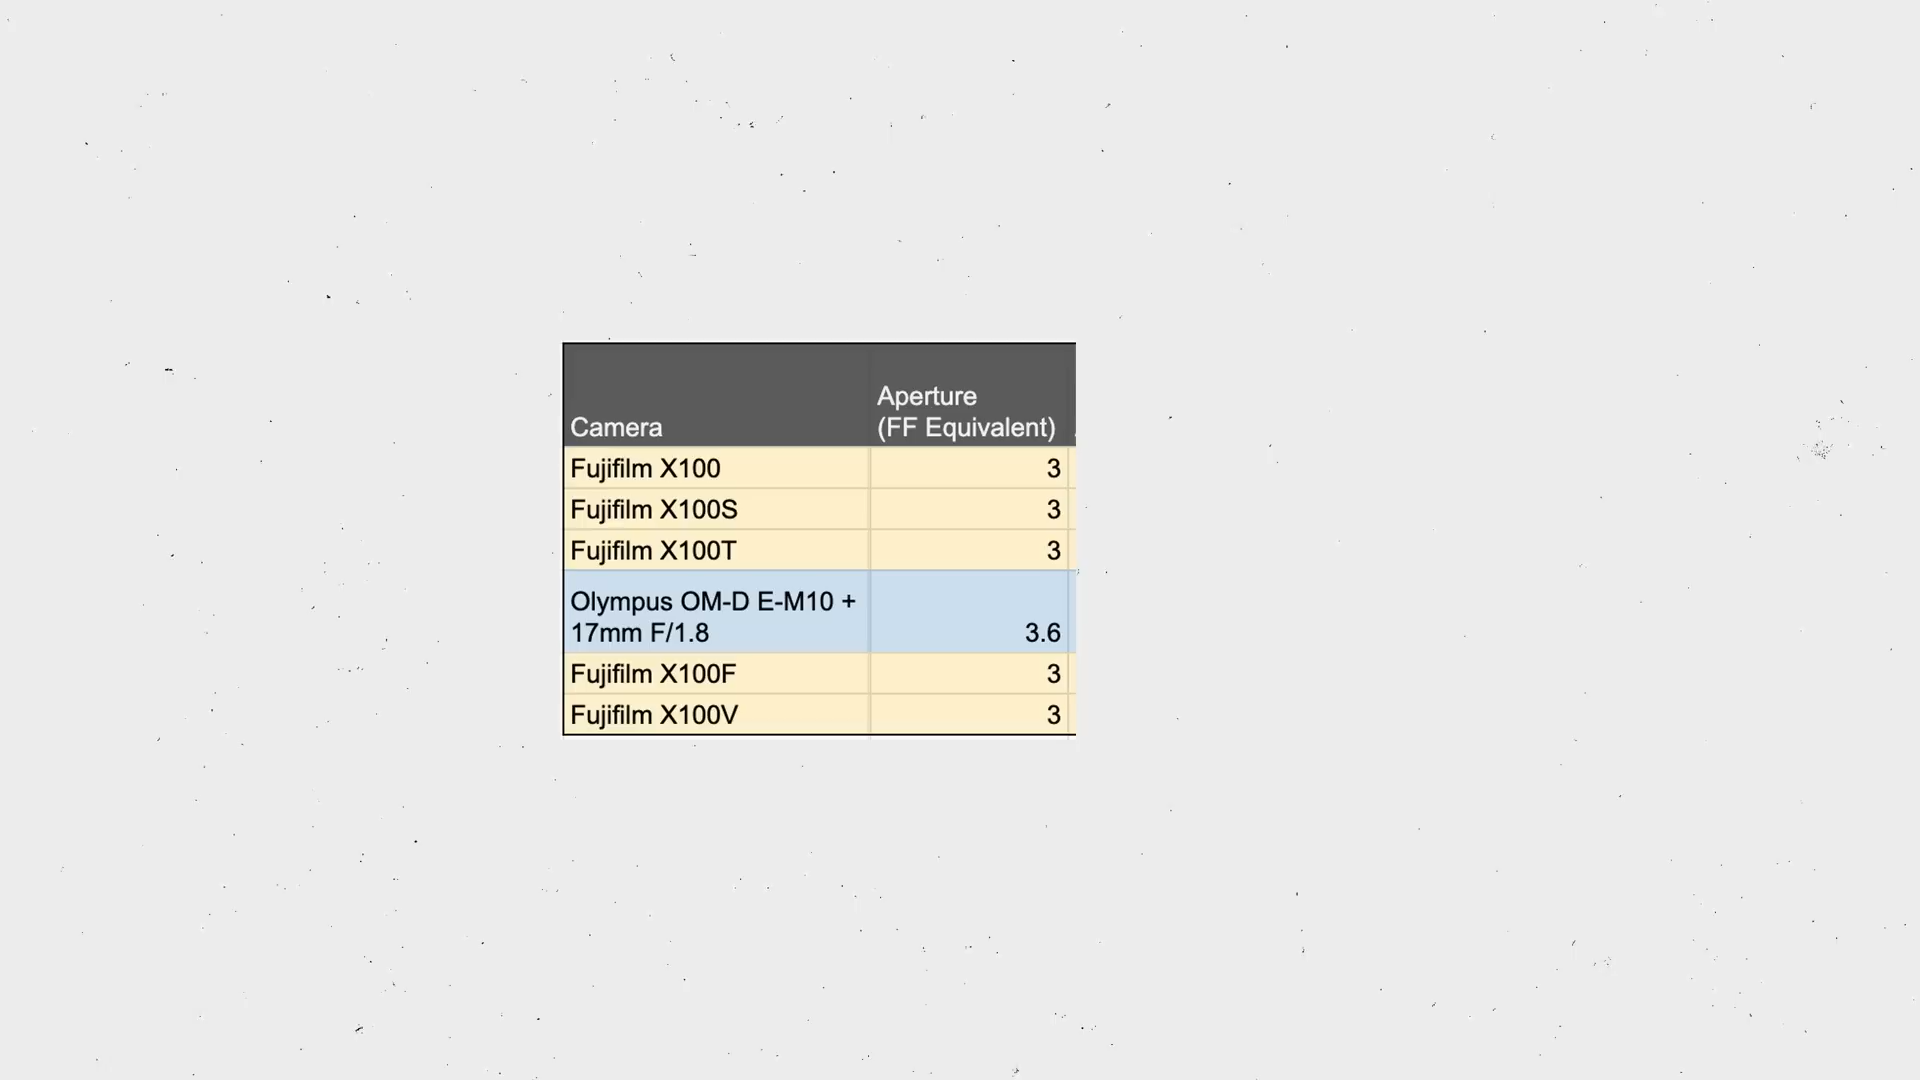 Camera
Aperture
(FF Equivalent)
Fujifilm X100
3
Fujifilm X100S
3
Fujifilm X100T
3
Olympus OM-D E-M10 +
17mm F/1.8
3.6
Fujifilm X100F
3
Fujifilm X100V
3